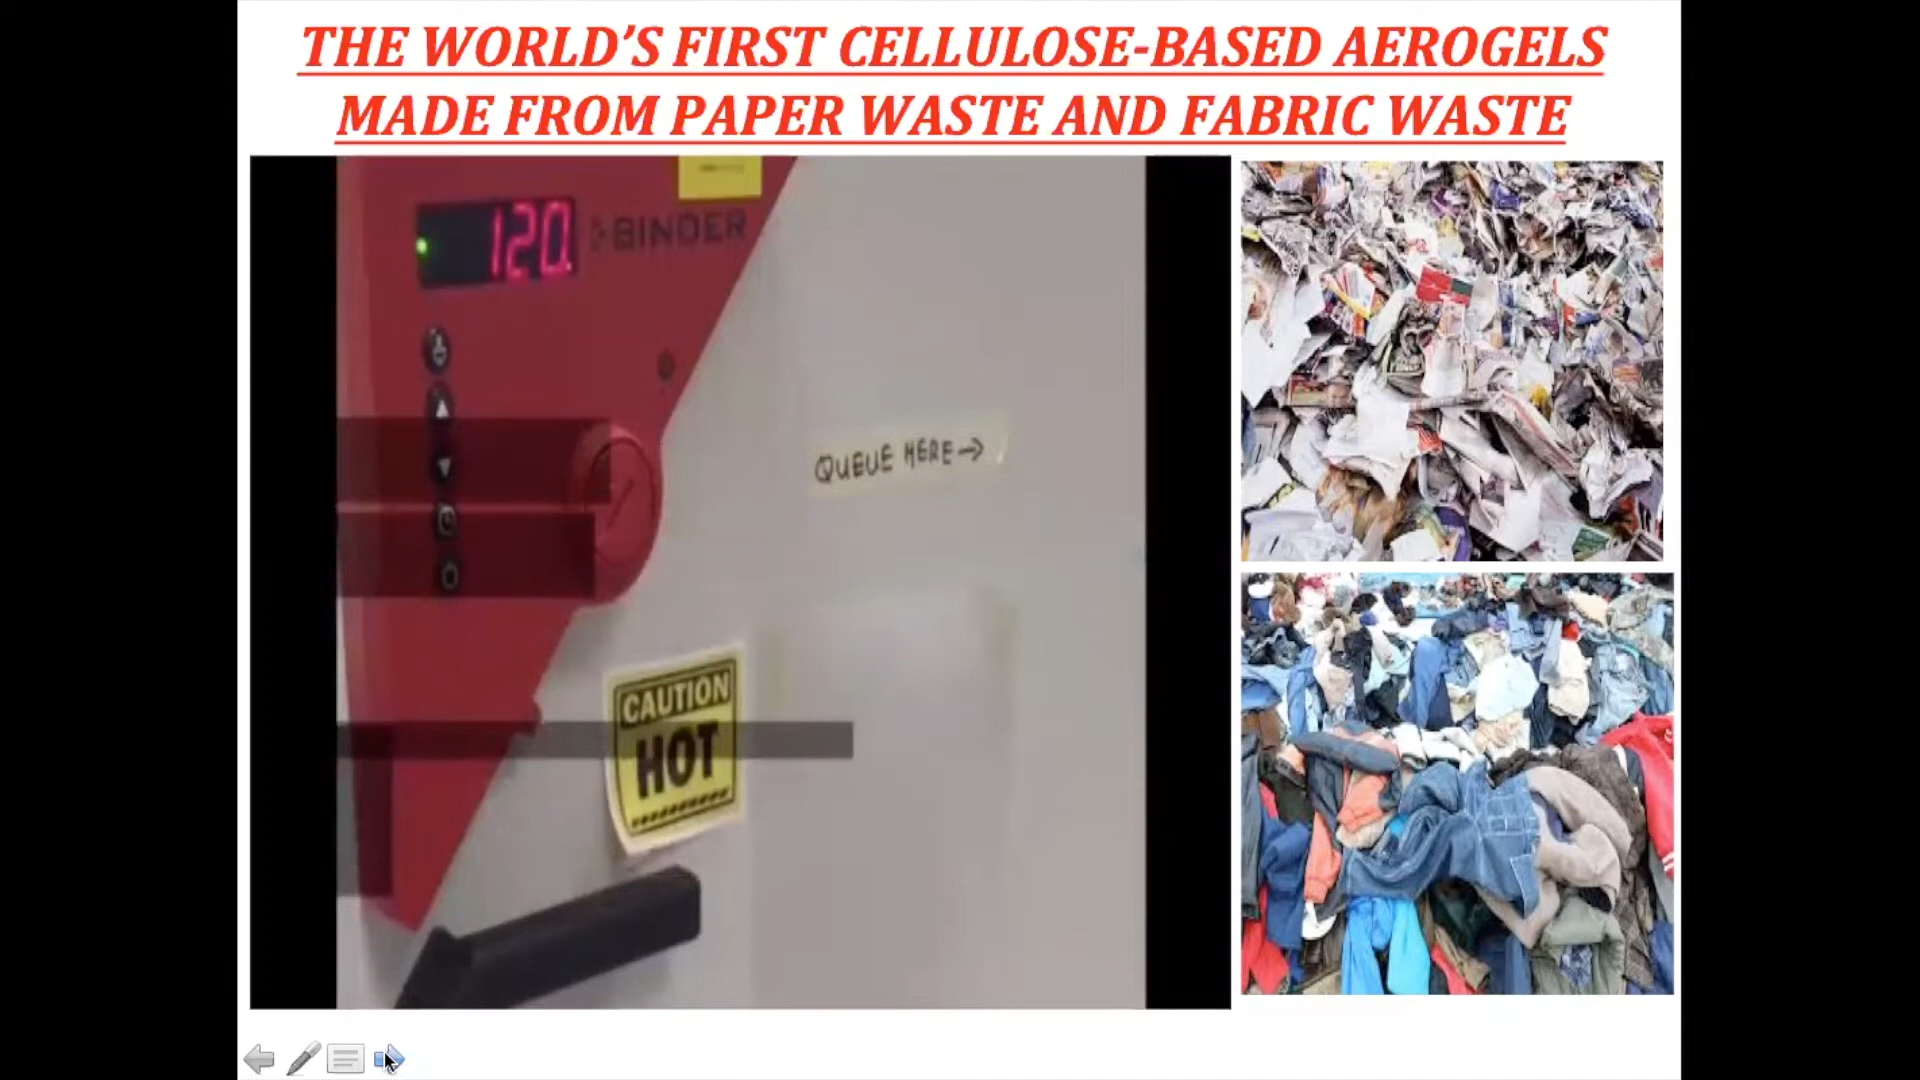 THE WORLD'S FIRST CELLULOSE-BASED AEROGELS
MADE FROM PAPER WASTE AND FABRIC WASTE
120.
BINDER
QUEUE HERE→
CAUTION
HOT